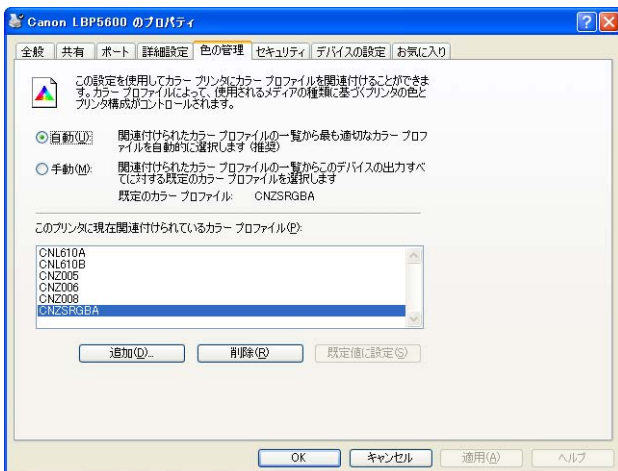 Canon LBP5600 のプロパティ
全般 共有 ポート 詳細設定 色の管理 セキュリティ デバイスの設定 お気に入り
この設定を使用してカラー プリンタにカラー プロファイルを関連付けることができま
す。カラー プロファイルによって、使用されるメディアの種類に基づくプリンタの色と
プリンタ構成がコントロールされます。
自動(U): 関連付けられたカラー プロファイルの一覧から最も適切なカラー プロフ
ァイルを自動的に選択します (推奨)
手動(M): 関連付けられたカラー プロファイルの一覧からこのデバイスの出力すべ
てに対する既定のカラー プロファイルを選択します
既定のカラー プロファイル: CNZSRGBA
このプリンタに現在関連付けられているカラー プロファイル(P):
CNL610A
CNL610B
CNZ005
CNZ006
CNZ008
CNZSRGBA
追加(D)... 削除(R) 既定値に設定(S)
OK キャンセル 適用(A) ヘルプ